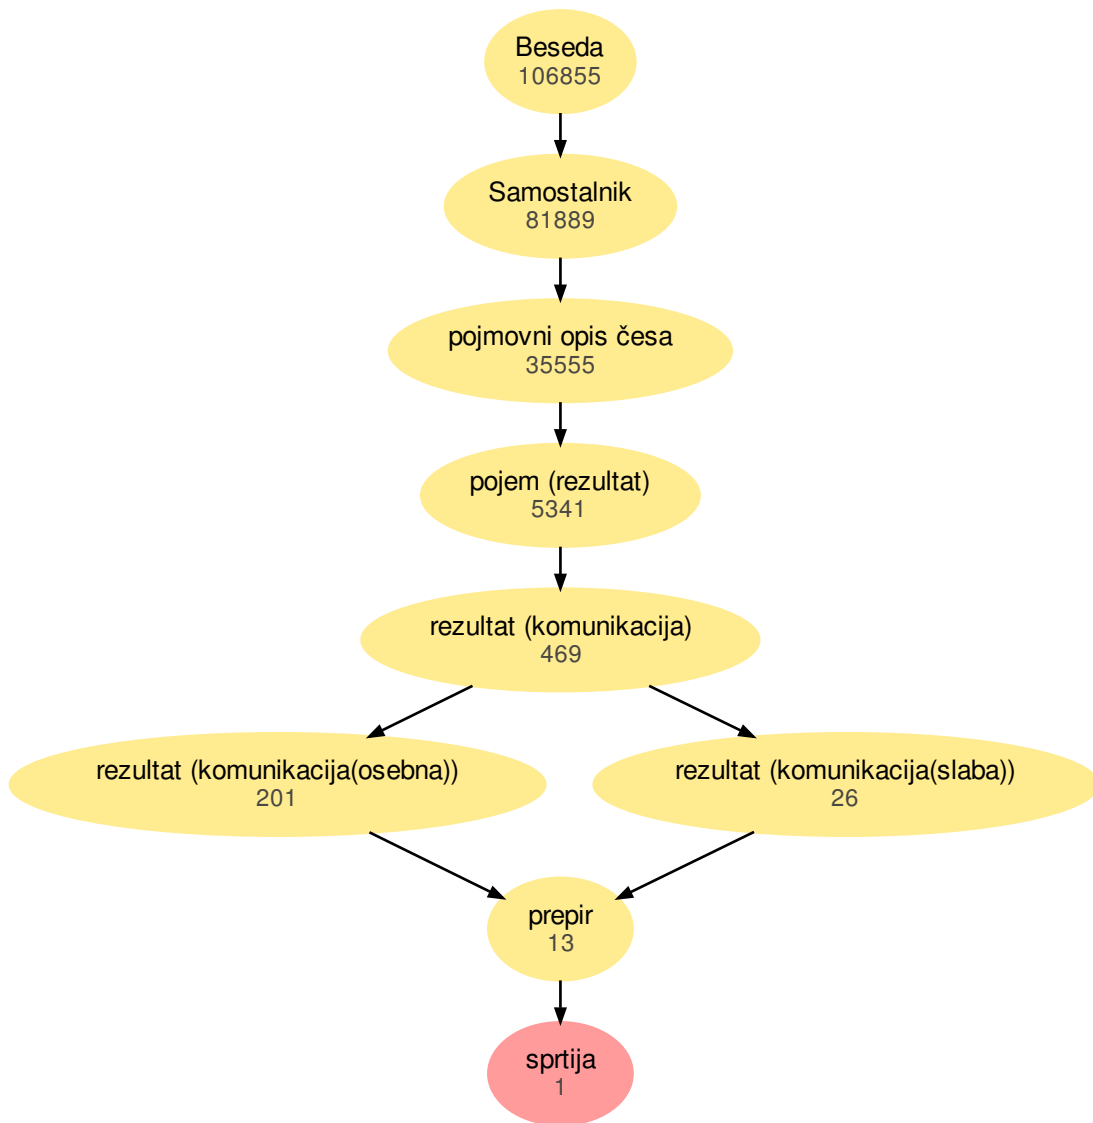 Beseda
106855
Samostalnik
81889
pojmovni opis česa
35555
pojem (rezultat)
5341
rezultat (komunikacija)
469
rezultat (komunikacija(osebna))
201
rezultat (komunikacija(slaba))
26
prepir
13
sprtija
1